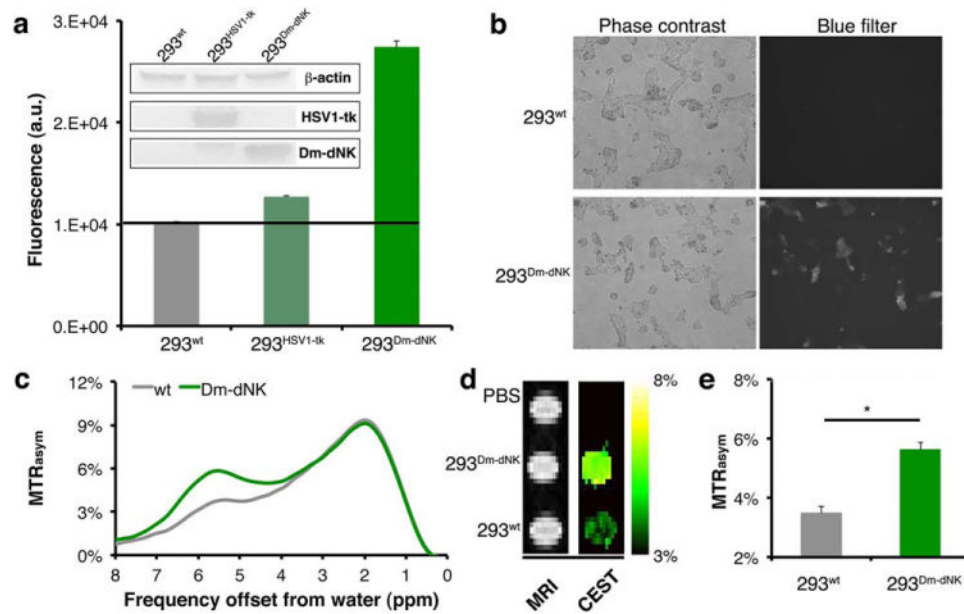 a
Fluorescence (a.u.)
3.E+04
2.E+04
1.E+04
0.E+00
293wt
293HSV1-tk
293Dm-dNK
β-actin
HSV1-tk
Dm-dNK
293wt
293HSV1-tk
293Dm-dNK
b
Phase contrast
Blue filter
293wt
293Dm-dNK
c
wt
Dm-dNK
MTRasym
12%
9%
6%
3%
0%
8 7 6 5 4 3 2 1 0
Frequency offset from water (ppm)
d
PBS
293Dm-dNK
293wt
8%
3%
MRI
CEST
e
MTRasym
8%
6%
4%
2%
*
293wt
293Dm-dNK